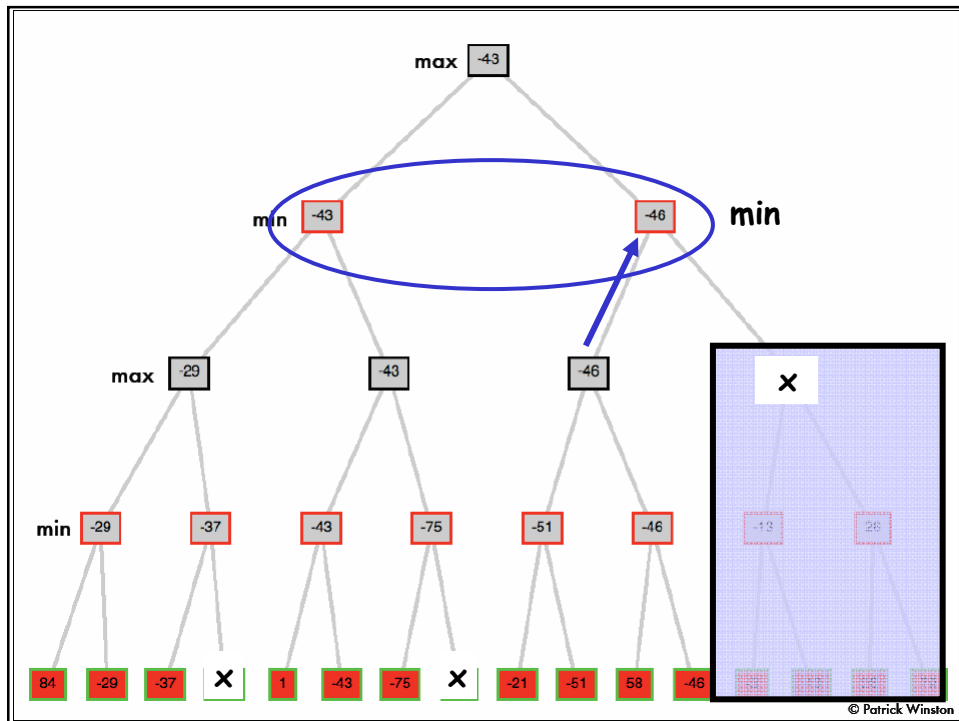 max -43
min -43 -46 min
max -29 -43 -46 x
min -29 -37 -43 -75 -51 -46 -13 26
84 -29 -37 x 1 -43 -75 x -21 -51 58 -46
© Patrick Winston